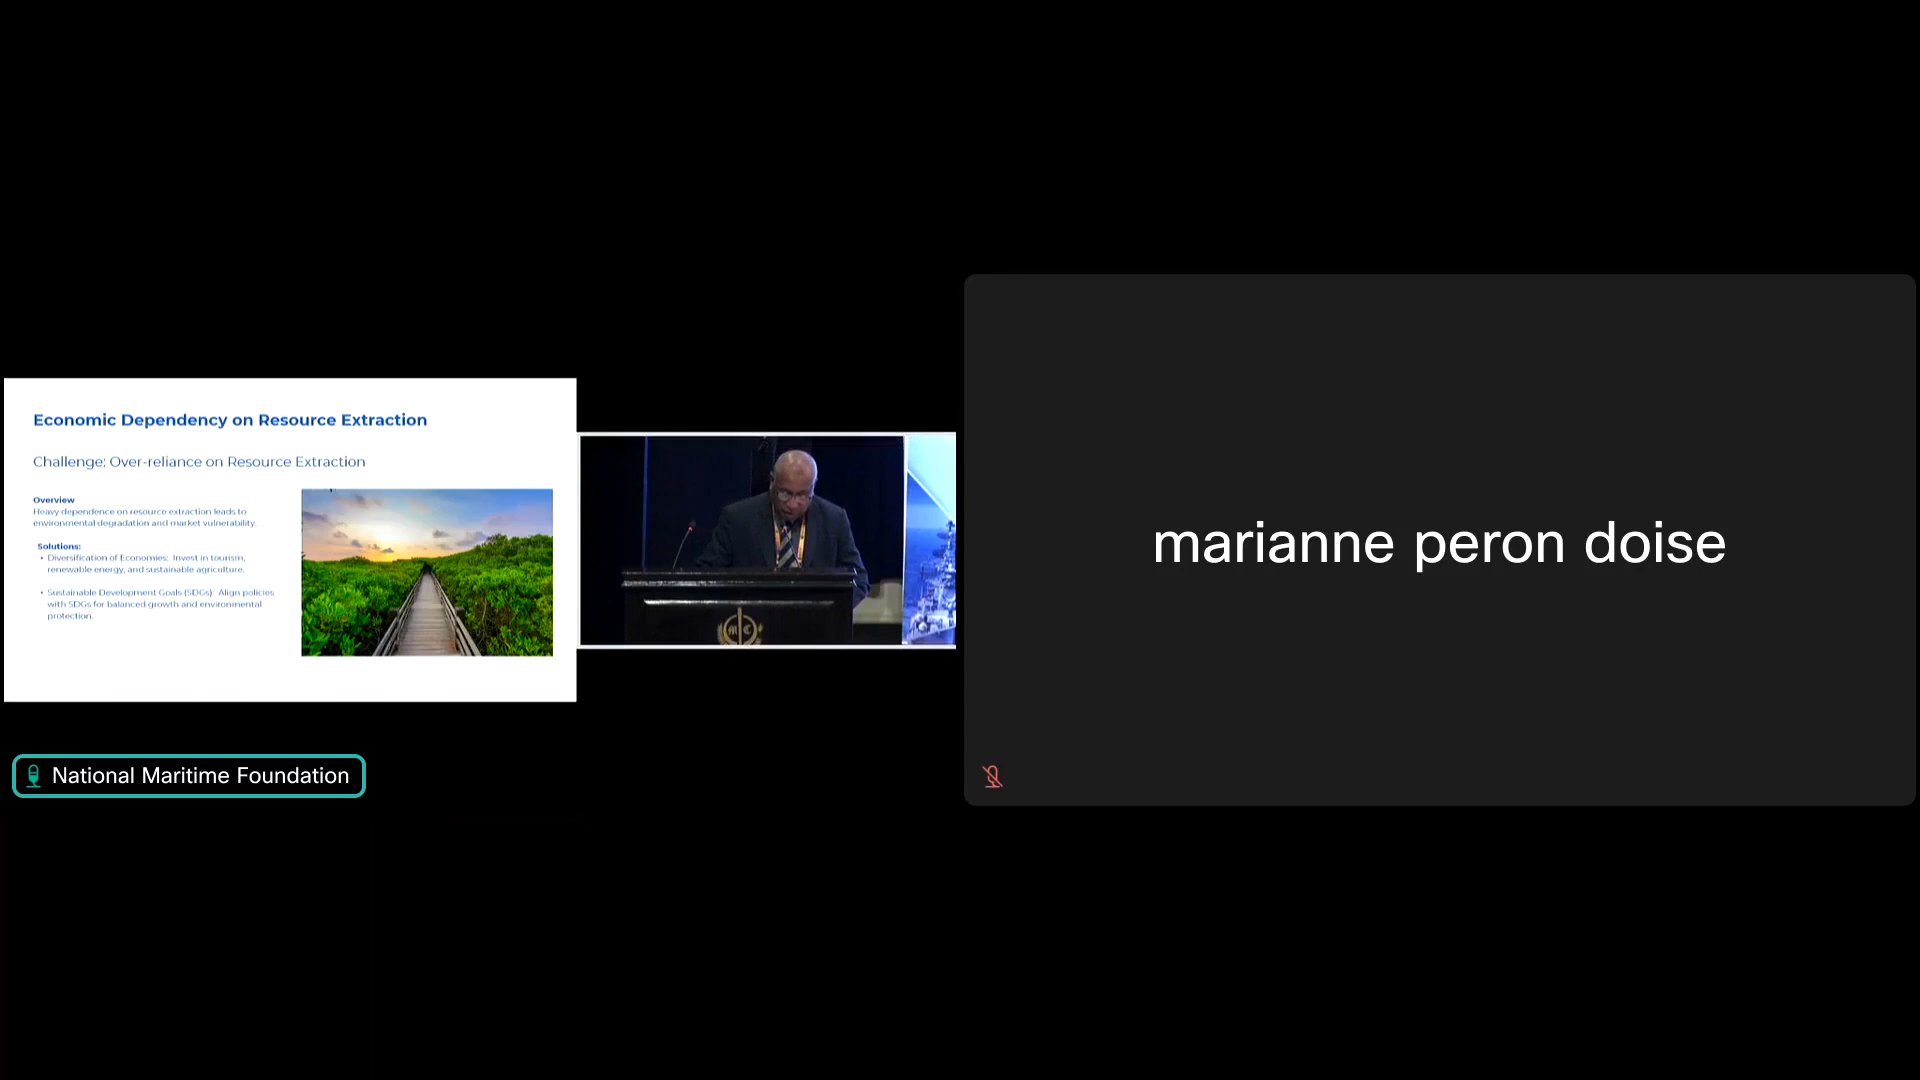 Economic Dependency on Resource Extraction
Challenge: Over-reliance on Resource Extraction
Overview
Heavy dependence on resource extraction leads to
environmental degradation and market vulnerability.
Solutions:
• Diversification of Economies: Invest in tourism,
renewable energy, and sustainable agriculture.
• Sustainable Development Goals (SDGs): Align policies
with SDGs for balanced growth and environmental
protection.
National Maritime Foundation
marianne peron doise